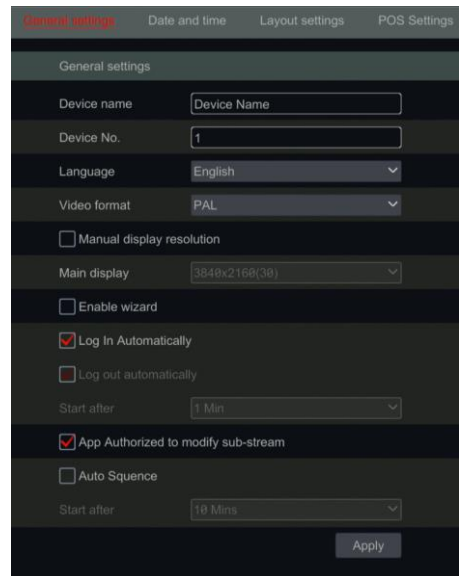 General settings Date and time Layout settings POS Settings
General settings
Device name Device Name
Device No. 1
Language English
Video format PAL
Manual display resolution
Main display 3840x2160(30)
Enable wizard
Log In Automatically
Log out automatically
Start after 1 Min
App Authorized to modify sub-stream
Auto Squence
Start after 10 Mins
Apply